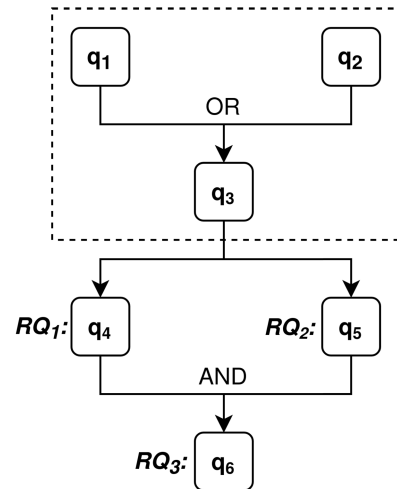 q₁
q₂
OR
q₃
RQ₁: q₄
RQ₂: q₅
AND
RQ₃: q₆